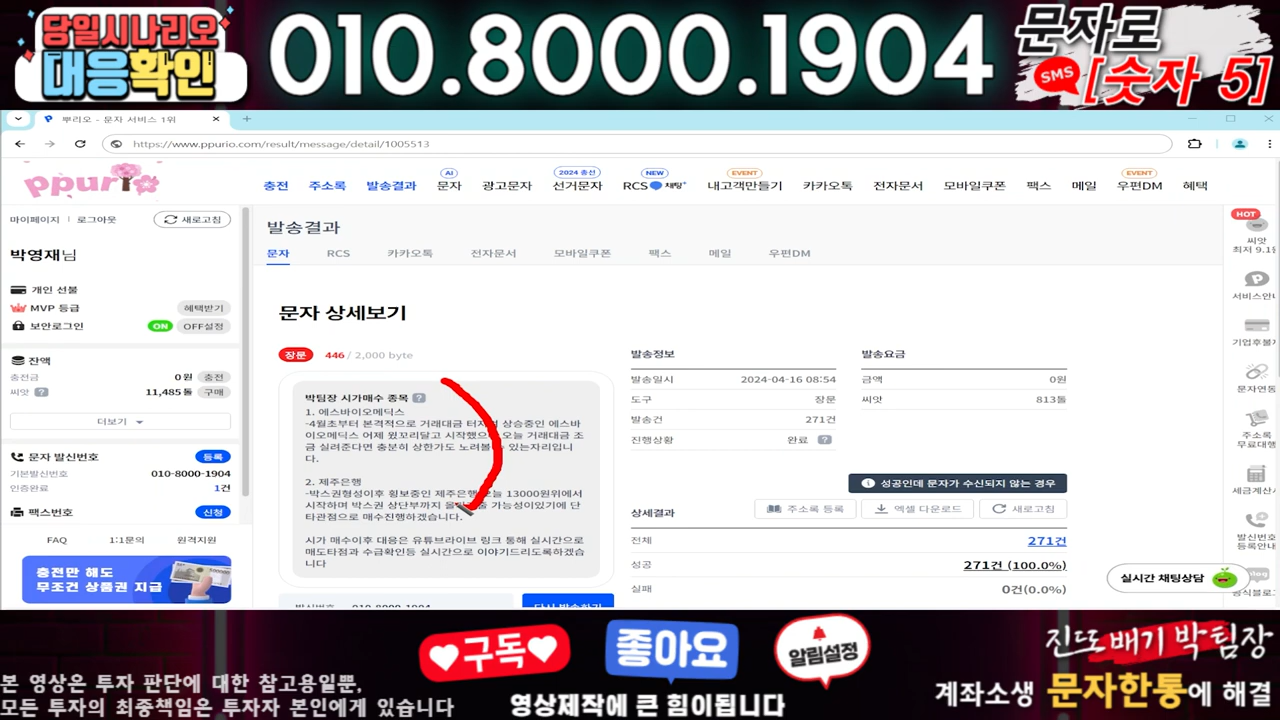 당일시나리오
대응확인
010.8000.1904
문자로
SMS [숫자 5]
뿌리오 - 문자 서비스 1위
https://www.ppurio.com/result/message/detail/1005513
ppurio
충전
주소록
발송결과
AI
문자
광고문자
2024 총선
선거문자
NEW
RCS 채팅+
EVENT
내고객만들기
카카오톡
전자문서
모바일쿠폰
팩스
메일
EVENT
우편DM
혜택
마이페이지 | 로그아웃
새로고침
박영재님
개인 선불
MVP 등급 혜택받기
보안로그인 ON OFF설정
잔액
충전금 0원 충전
씨앗 ? 11,485톨 구매
더보기
문자 발신번호 등록
기본발신번호 010-8000-1904
인증완료 1건
팩스번호 신청
FAQ 1:1문의 원격지원
충전만 해도
무조건 상품권 지급
발송결과
문자 RCS 카카오톡 전자문서 모바일쿠폰 팩스 메일 우편DM
문자 상세보기
장문 446 / 2,000 byte
박팀장 시가매수 종목 ?
1. 에스바이오메딕스
-4월초부터 본격적으로 거래대금 터지 상승중인 에스바
이오메딕스 어제 윗꼬리달고 시작했으 오늘 거래대금 조
금 실려준다면 충분히 상한가도 노려볼 있는자리입니
다.
2. 제주은행
-박스권형성이후 횡보중인 제주은행 오늘 13000원위에서
시작하며 박스권 상단부까지 가능성이있기에 단
타관점으로 매수진행하겠습니다.
시가 매수이후 대응은 유튜브라이브 링크 통해 실시간으로
매도타점과 수급확인등 실시간으로 이야기드리도록하겠습
니다
발신번호 010-8000-1904
다시 발송하기
발송정보
발송일시 2024-04-16 08:54
도구 장문
발송건 271건
진행상황 완료 ?
발송요금
금액 0원
씨앗 813톨
성공인데 문자가 수신되지 않는 경우
상세결과
주소록 등록
엑셀 다운로드
새로고침
전체 271건
성공 271건 (100.0%)
실패 0건(0.0%)
HOT
씨앗
최저 9.1
서비스안
기업후불
문자연동
주소록
무료대행
세금계산
발신번호
등록안내
실시간 채팅상담
공식블로
구독
좋아요
알림설정
영상제작에 큰 힘이됩니다
본 영상은 투자 판단에 대한 참고용일뿐,
모든 투자의 최종책임은 투자자 본인에게 있습니다
진또배기 박팀장
계좌소생 문자한통에 해결